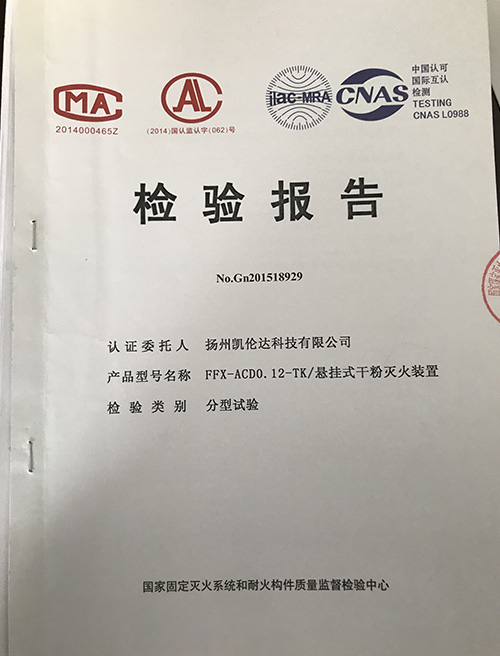 MA
2014000465Z
CAL
(2014)国认监认字(062)号
ilac-MRA
CNAS
中国认可
国际互认
检测
TESTING
CNAS L0988
检验报告
No.Gn201518929
认证委托人 扬州凯伦达科技有限公司
产品型号名称 FFX-ACD0.12-TK/悬挂式干粉灭火装置
检验类别 分型试验
国家固定灭火系统和耐火构件质量监督检验中心